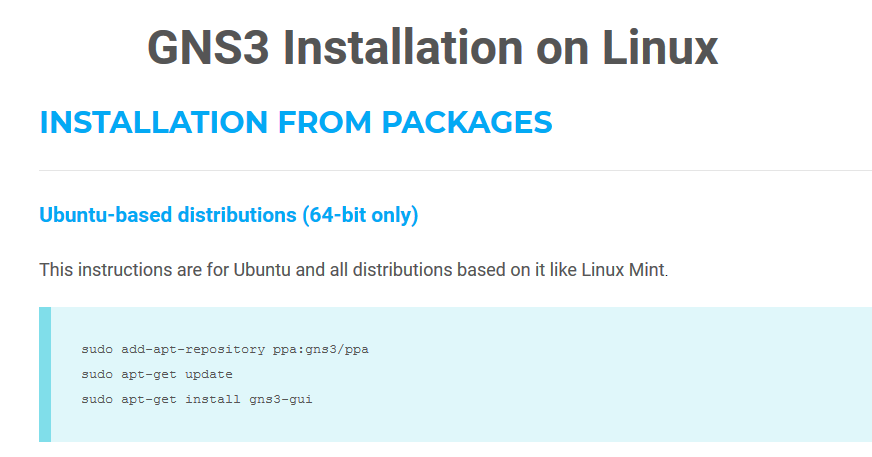 GNS3 Installation on Linux
INSTALLATION FROM PACKAGES
Ubuntu-based distributions (64-bit only)
This instructions are for Ubuntu and all distributions based on it like Linux Mint.
sudo add-apt-repository ppa:gns3/ppa
sudo apt-get update
sudo apt-get install gns3-gui